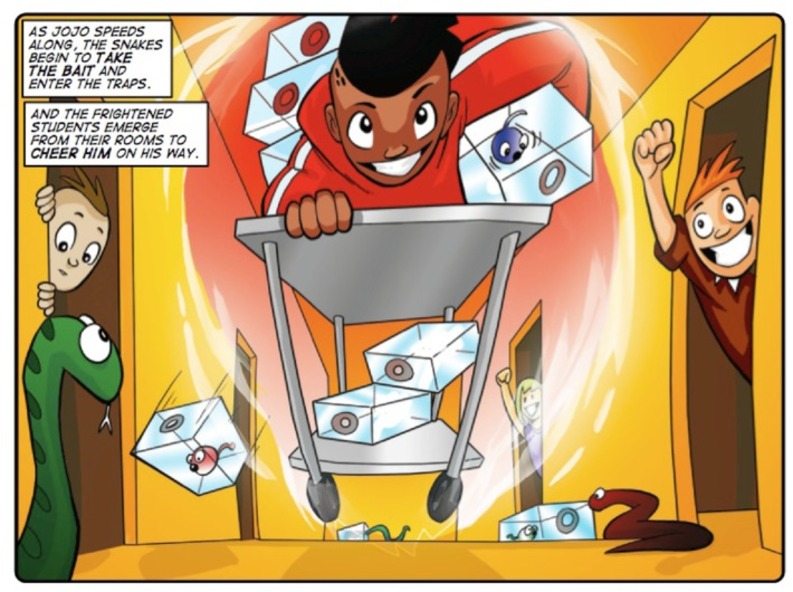 AS JOJO SPEEDS
ALONG, THE SNAKES
BEGIN TO TAKE
THE BAIT AND
ENTER THE TRAPS.
AND THE FRIGHTENED
STUDENTS EMERGE
FROM THEIR ROOMS TO
CHEER HIM ON HIS WAY.